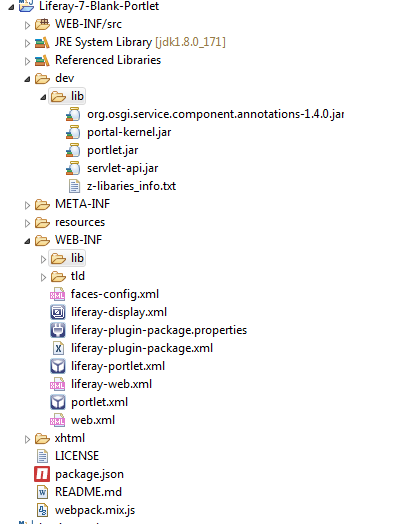 Liferay-7-Blank-Portlet
WEB-INF/src
JRE System Library [jdk1.8.0_171]
Referenced Libraries
dev
lib
org.osgi.service.component.annotations-1.4.0.jar
portal-kernel.jar
portlet.jar
servlet-api.jar
z-libaries_info.txt
META-INF
resources
WEB-INF
lib
tld
faces-config.xml
liferay-display.xml
liferay-plugin-package.properties
liferay-plugin-package.xml
liferay-portlet.xml
liferay-web.xml
portlet.xml
web.xml
xhtml
LICENSE
package.json
README.md
webpack.mix.js